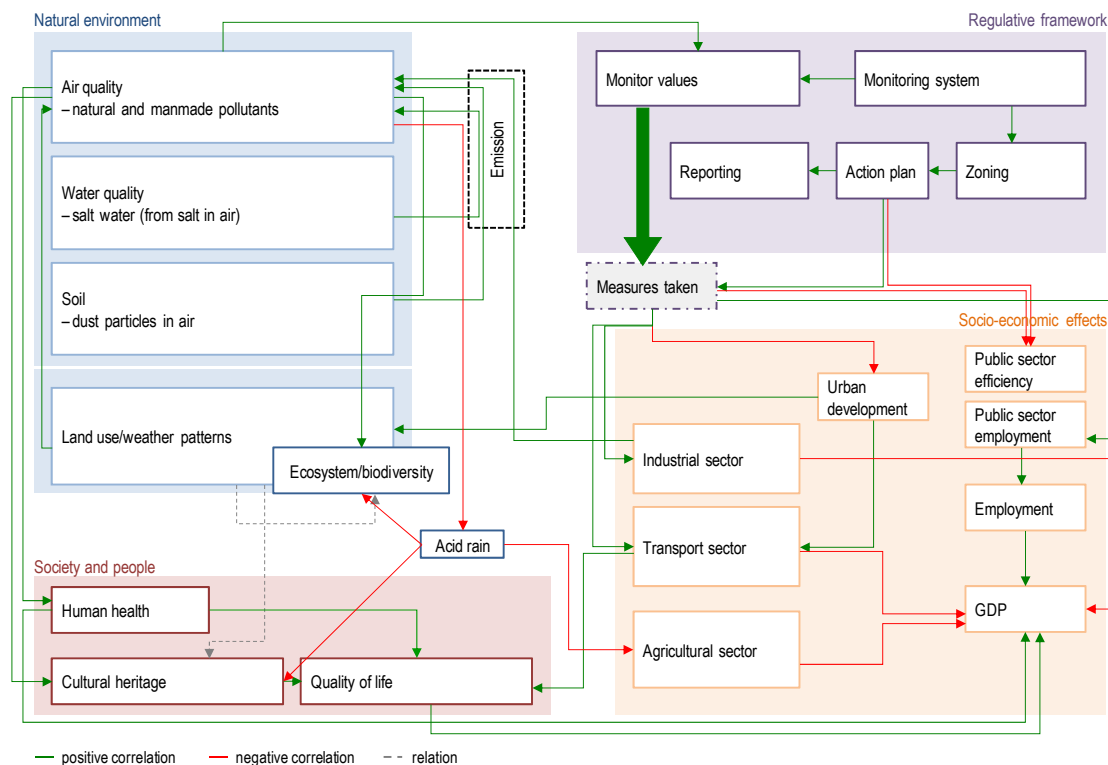 Natural environment
Regulative framework
Air quality
– natural and manmade pollutants
Emission
Monitor values
Monitoring system
Water quality
– salt water (from salt in air)
Reporting
Action plan
Zoning
Soil
– dust particles in air
Measures taken
Socio-economic effects
Public sector
efficiency
Urban
development
Public sector
employment
Land use/weather patterns
Ecosystem/biodiversity
Industrial sector
Employment
Acid rain
Transport sector
Society and people
Human health
GDP
Agricultural sector
Cultural heritage
Quality of life
positive correlation
negative correlation
relation